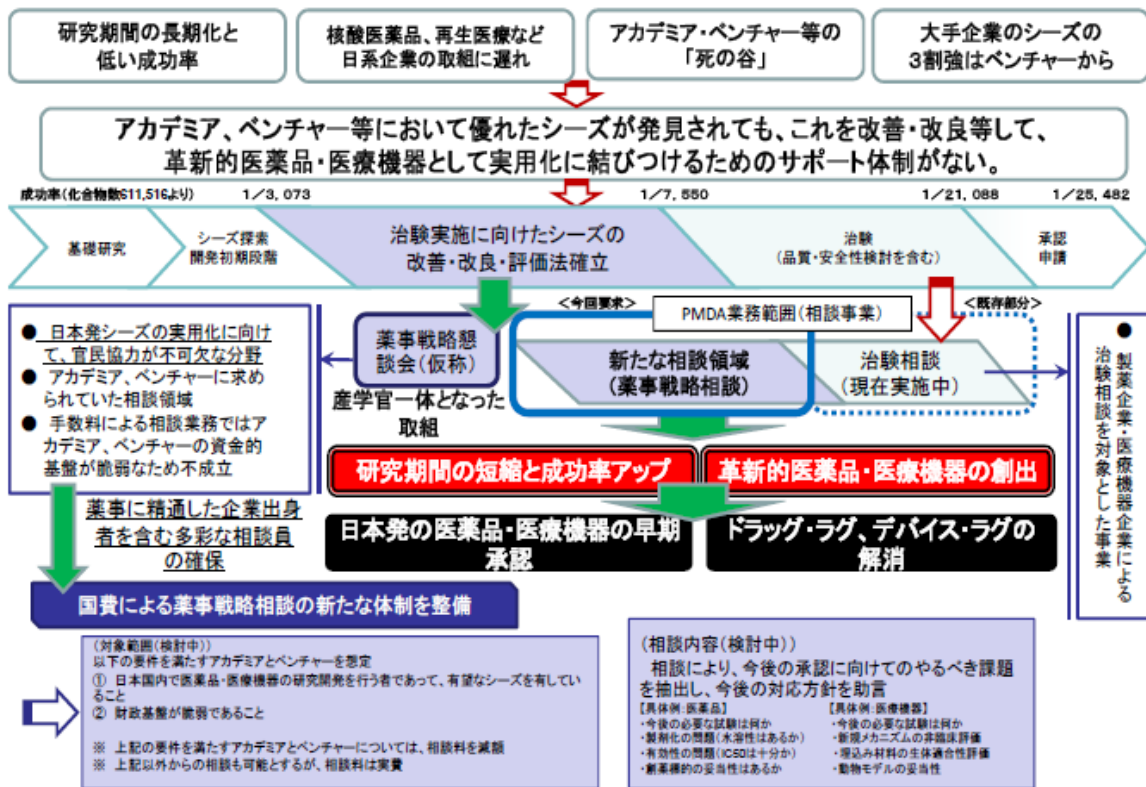 研究期間の長期化と
低い成功率
核酸医薬品、再生医療など
日系企業の取組に遅れ
アカデミア・ベンチャー等の
「死の谷」
大手企業のシーズの
3割強はベンチャーから
アカデミア、ベンチャー等において優れたシーズが発見されても、これを改善・改良等して、
革新的医薬品・医療機器として実用化に結びつけるためのサポート体制がない。
成功率(化合物数611,516より)
1/3,073
1/7,550
1/21,088
1/25,482
基礎研究
シーズ探索
開発初期段階
治験実施に向けたシーズの
改善・改良・評価法確立
治験
(品質・安全性検討を含む)
承認
申請
● 日本発シーズの実用化に向け
て、官民協力が不可欠な分野
● アカデミア、ベンチャーに求め
られていた相談領域
● 手数料による相談業務ではア
カデミア、ベンチャーの資金的
基盤が脆弱なため不成立
薬事戦略懇
談会(仮称)
産学官一体となった
取組
<今回要求>
PMDA業務範囲(相談事業)
<既存部分>
新たな相談領域
(薬事戦略相談)
治験相談
(現在実施中)
● 製薬企業・医療機器企業による
治験相談を対象とした事業
研究期間の短縮と成功率アップ
革新的医薬品・医療機器の創出
日本発の医薬品・医療機器の早期
承認
ドラッグ・ラグ、デバイス・ラグの
解消
薬事に精通した企業出身
者を含む多彩な相談員
の確保
国費による薬事戦略相談の新たな体制を整備
(対象範囲(検討中))
以下の要件を満たすアカデミアとベンチャーを想定
① 日本国内で医薬品・医療機器の研究開発を行う者であって、有望なシーズを有してい
ること
② 財政基盤が脆弱であること
※ 上記の要件を満たすアカデミアとベンチャーについては、相談料を減額
※ 上記以外からの相談も可能とするが、相談料は実費
(相談内容(検討中))
相談により、今後の承認に向けてのやるべき課題
を抽出し、今後の対応方針を助言
【具体例:医薬品】
・今後の必要な試験は何か
・製剤化の問題(水溶性はあるか)
・有効性の問題(IC50は十分か)
・創薬標的の妥当性はあるか
【具体例:医療機器】
・今後の必要な試験は何か
・新規メカニズムの非臨床評価
・埋込み材料の生体適合性評価
・動物モデルの妥当性